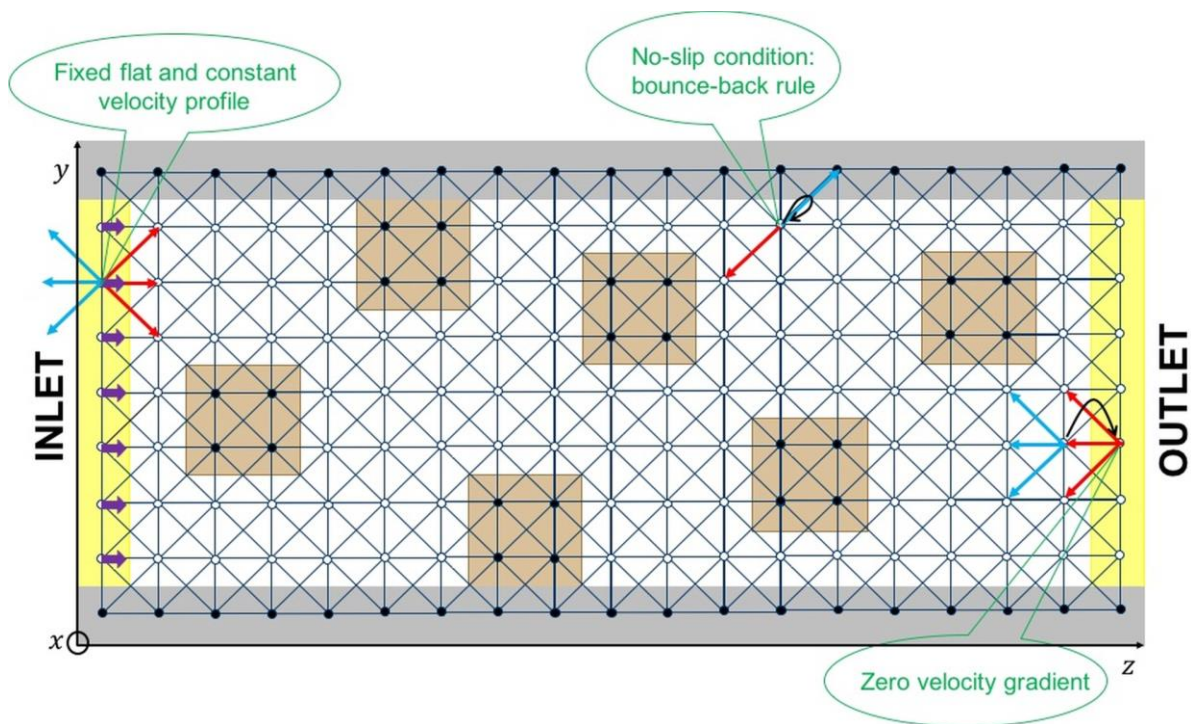 Fixed flat and constant
velocity profile
No-slip condition:
bounce-back rule
y
INLET
OUTLET
x
z
Zero velocity gradient